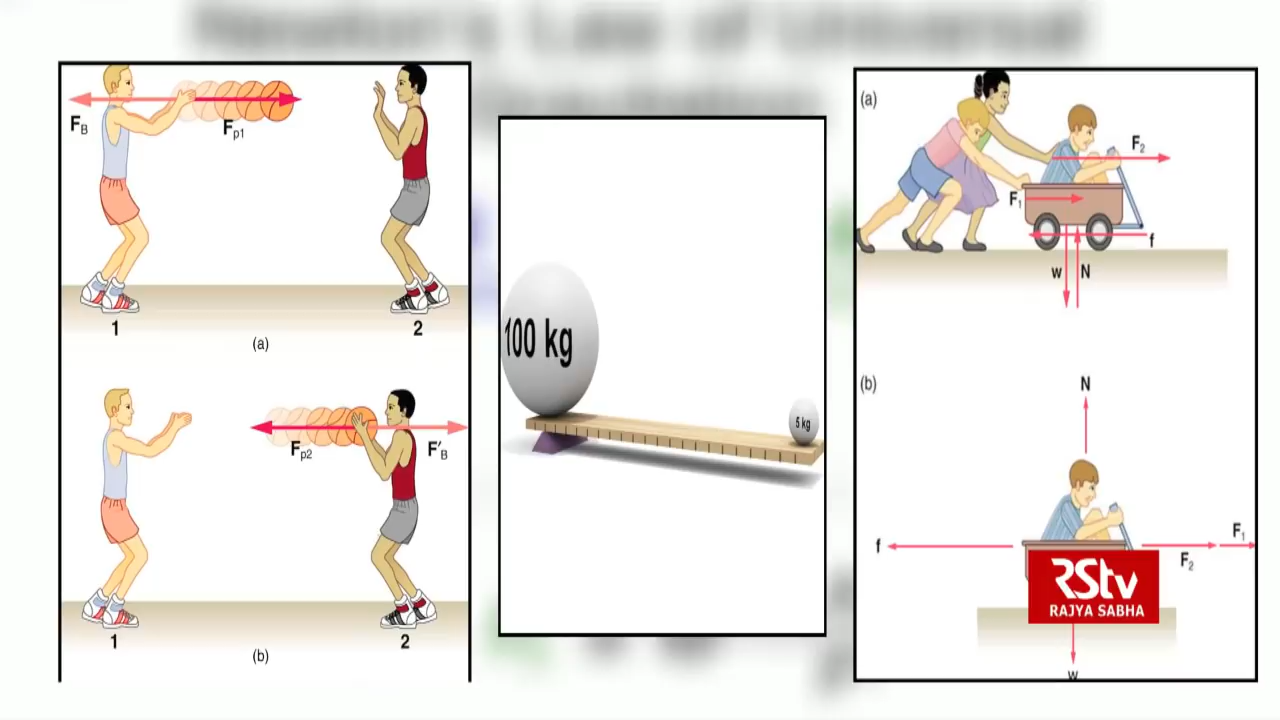 F_B
F_p1
1
2
(a)
F_p2
F'_B
1
2
(b)
100 kg
5 kg
(a)
F_2
F_1
f
w
N
(b)
N
f
F_1
F_2
w
RSTV
RAJYA SABHA